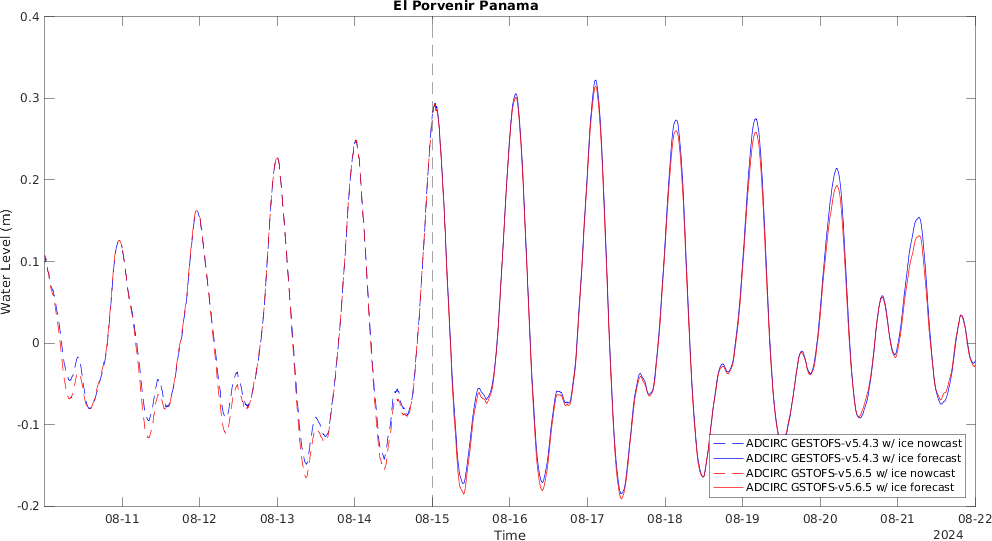 El Porvenir Panama
0.4
0.3
0.2
0.1
0
-0.1
-0.2
Water Level (m)
ADCIRC GESTOFS-v5.4.3 w/ ice nowcast
ADCIRC GESTOFS-v5.4.3 w/ ice forecast
ADCIRC GSTOFS-v5.6.5 w/ ice nowcast
ADCIRC GSTOFS-v5.6.5 w/ ice forecast
08-11 08-12 08-13 08-14 08-15 08-16 08-17 08-18 08-19 08-20 08-21 08-22
Time
2024